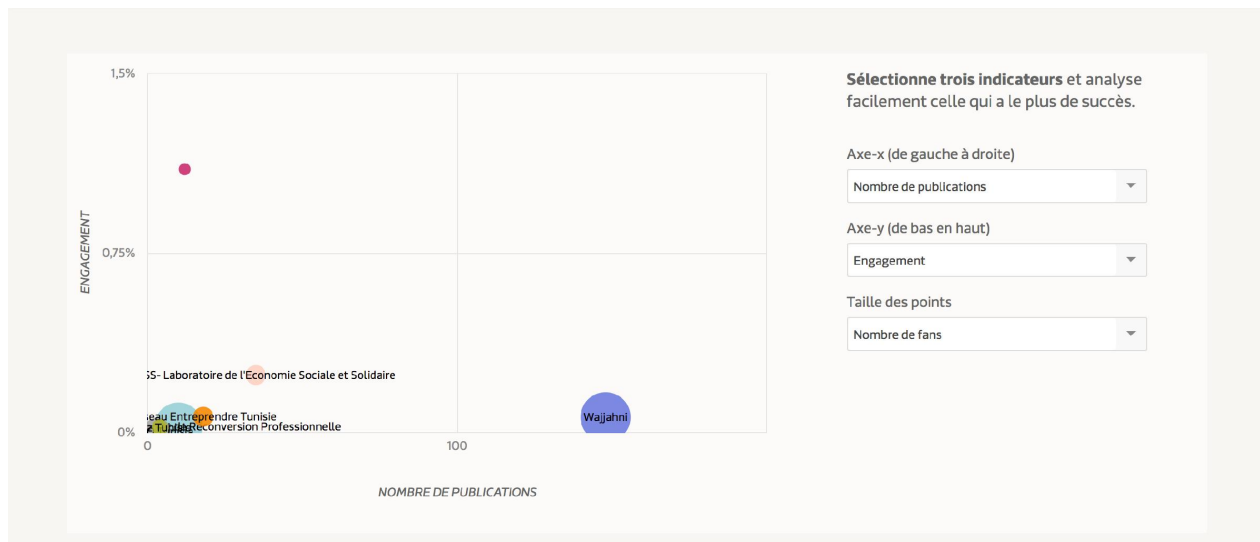 Sélectionne trois indicateurs et analyse
facilement celle qui a le plus de succès.
Axe-x (de gauche à droite)
Nombre de publications
Axe-y (de bas en haut)
Engagement
Taille des points
Nombre de fans
1,5%
0,75%
0%
ENGAGEMENT
SS- Laboratoire de l'Economie Sociale et Solidaire
seau Entreprendre Tunisie
Reconversion Professionnelle
Wajjahni
0
100
NOMBRE DE PUBLICATIONS